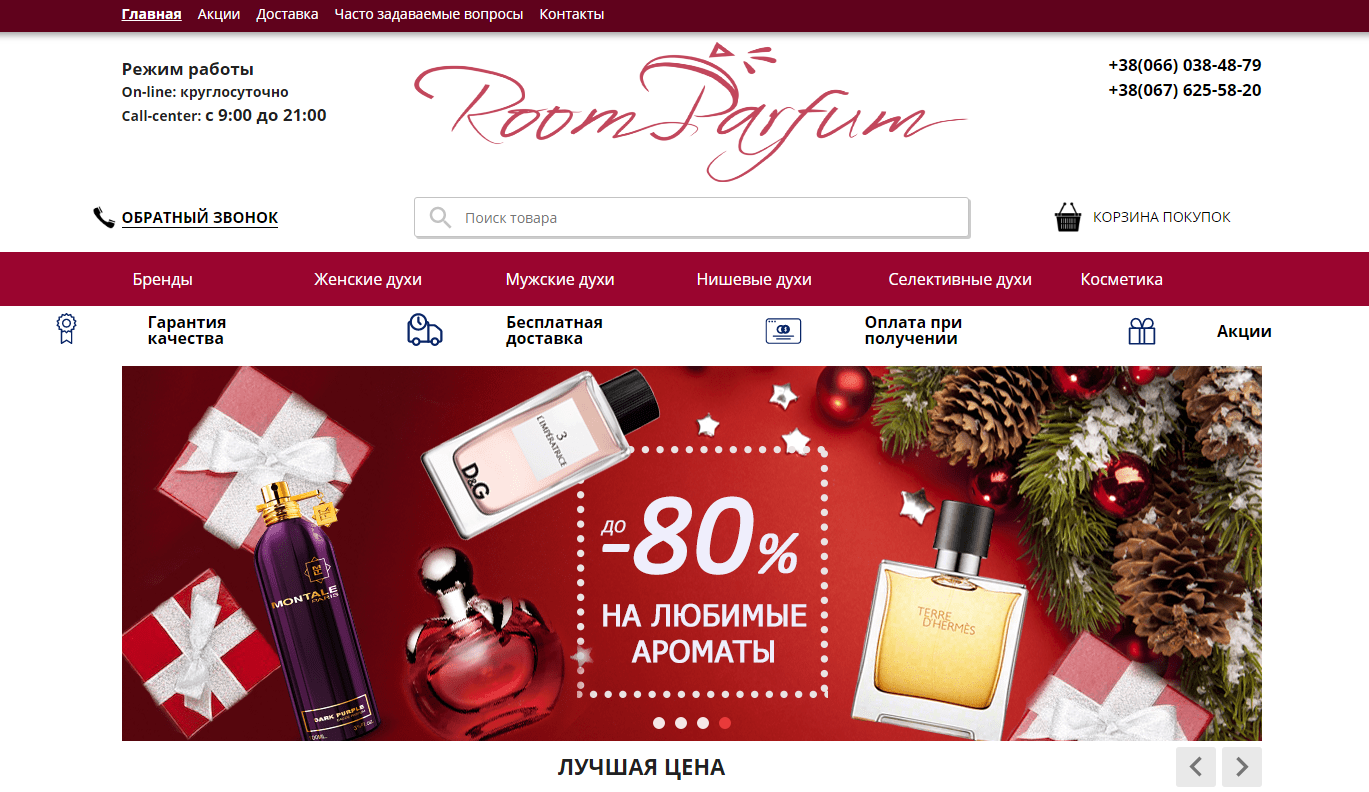 Главная Акции Доставка Часто задаваемые вопросы Контакты
Режим работы
On-line: круглосуточно
Call-center: с 9:00 до 21:00
Room Parfum
+38(066) 038-48-79
+38(067) 625-58-20
ОБРАТНЫЙ ЗВОНОК
Поиск товара
КОРЗИНА ПОКУПОК
Бренды Женские духи Мужские духи Нишевые духи Селективные духи Косметика
Гарантия
качества
Бесплатная
доставка
Оплата при
получении
Акции
3
L'IMPÉRATRICE
D&G
до
-80%
НА ЛЮБИМЫЕ
АРОМАТЫ
MONTALE
PARIS
DARK PURPLE
TERRE
D'HERMÈS
ЛУЧШАЯ ЦЕНА